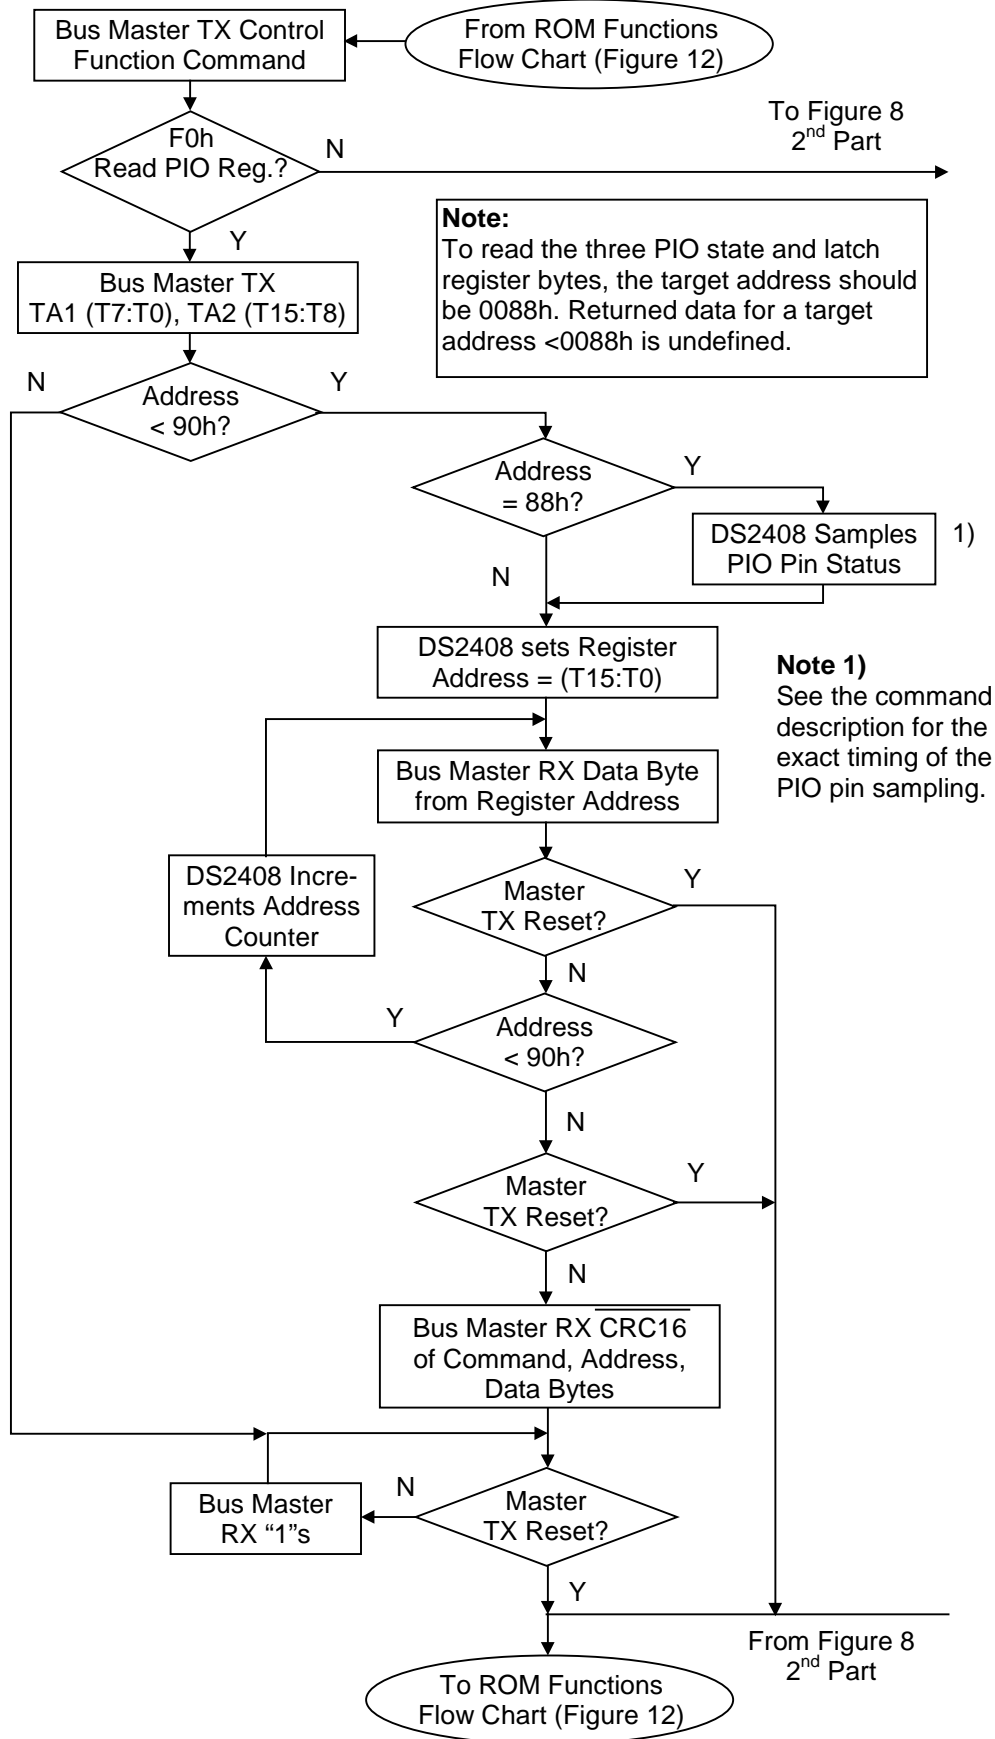 Bus Master TX Control
Function Command
From ROM Functions
Flow Chart (Figure 12)
To Figure 8
2nd Part
F0h
Read PIO Reg.?
N
Y
Note:
To read the three PIO state and latch
register bytes, the target address should
be 0088h. Returned data for a target
address <0088h is undefined.
Bus Master TX
TA1 (T7:T0), TA2 (T15:T8)
N
Address
< 90h?
Y
Address
= 88h?
Y
DS2408 Samples
PIO Pin Status
1)
N
DS2408 sets Register
Address = (T15:T0)
Note 1)
See the command
description for the
exact timing of the
PIO pin sampling.
Bus Master RX Data Byte
from Register Address
DS2408 Incre-
ments Address
Counter
Master
TX Reset?
Y
N
Y
Address
< 90h?
N
Master
TX Reset?
Y
N
Bus Master RX CRC16
of Command, Address,
Data Bytes
Bus Master
RX “1”s
N
Master
TX Reset?
Y
From Figure 8
2nd Part
To ROM Functions
Flow Chart (Figure 12)